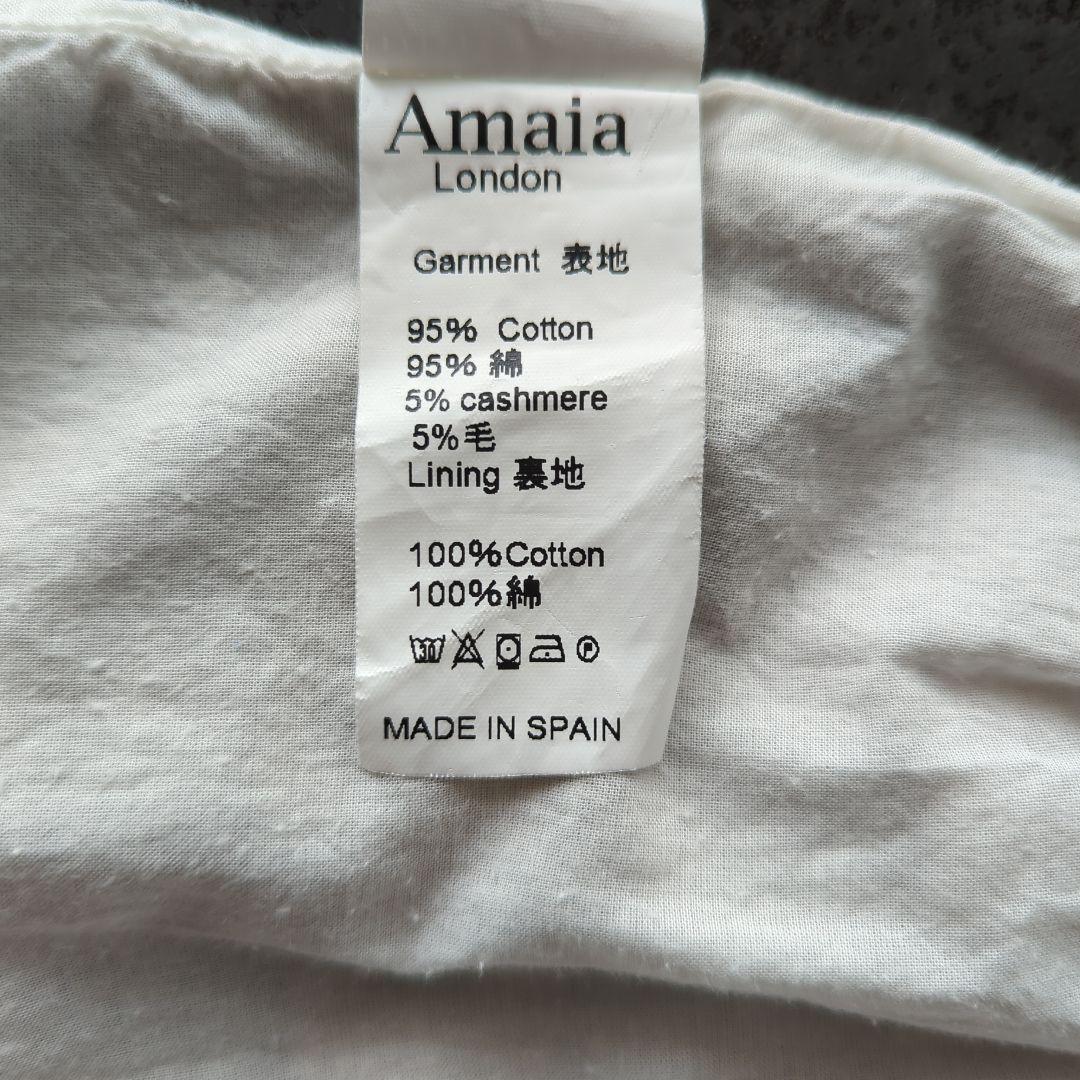 Amaia
London
Garment 表地
95% Cotton
95% 綿
5% cashmere
5%毛
Lining 裏地
100%Cotton
100%綿
P
MADE IN SPAIN